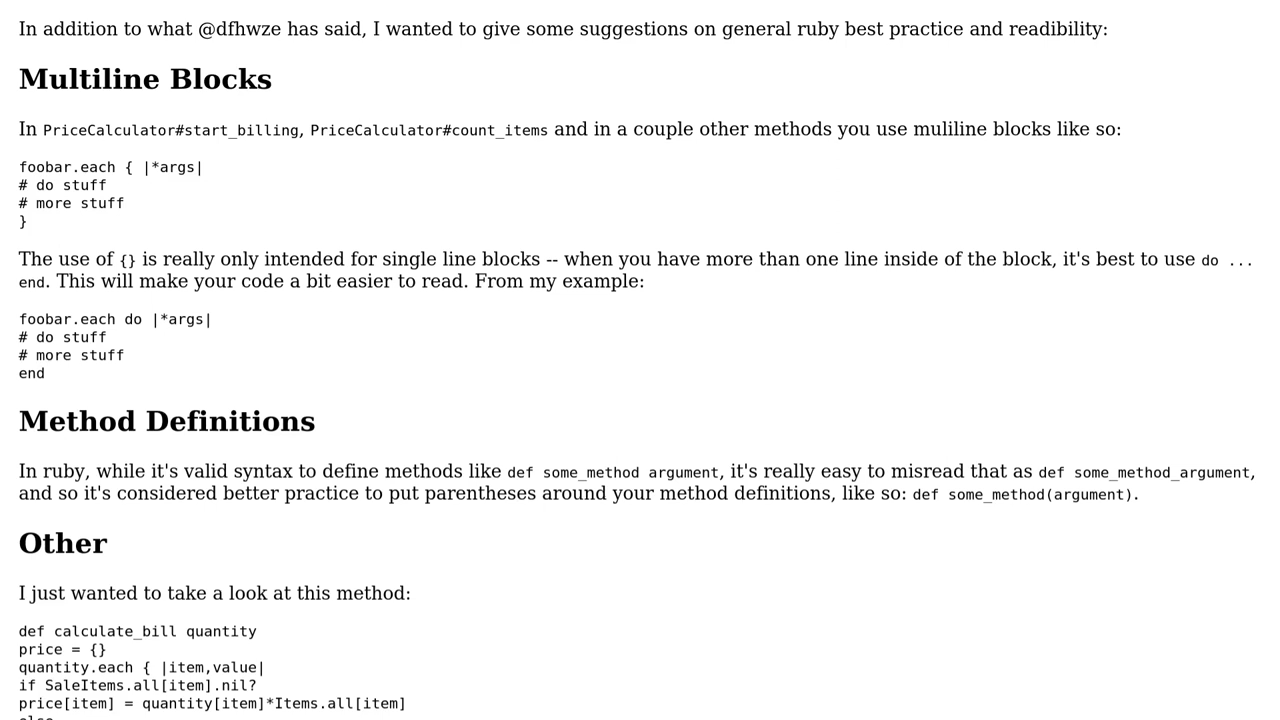 In addition to what @dfhwze has said, I wanted to give some suggestions on general ruby best practice and readibility:
Multiline Blocks
In PriceCalculator#start_billing, PriceCalculator#count_items and in a couple other methods you use muliline blocks like so:
foobar.each { |*args|
# do stuff
# more stuff
}
The use of {} is really only intended for single line blocks -- when you have more than one line inside of the block, it's best to use do ...
end. This will make your code a bit easier to read. From my example:
foobar.each do |*args|
# do stuff
# more stuff
end
Method Definitions
In ruby, while it's valid syntax to define methods like def some_method argument, it's really easy to misread that as def some_method_argument,
and so it's considered better practice to put parentheses around your method definitions, like so: def some_method(argument).
Other
I just wanted to take a look at this method:
def calculate_bill quantity
price = {}
quantity.each { |item,value|
if SaleItems.all[item].nil?
price[item] = quantity[item]*Items.all[item]
else